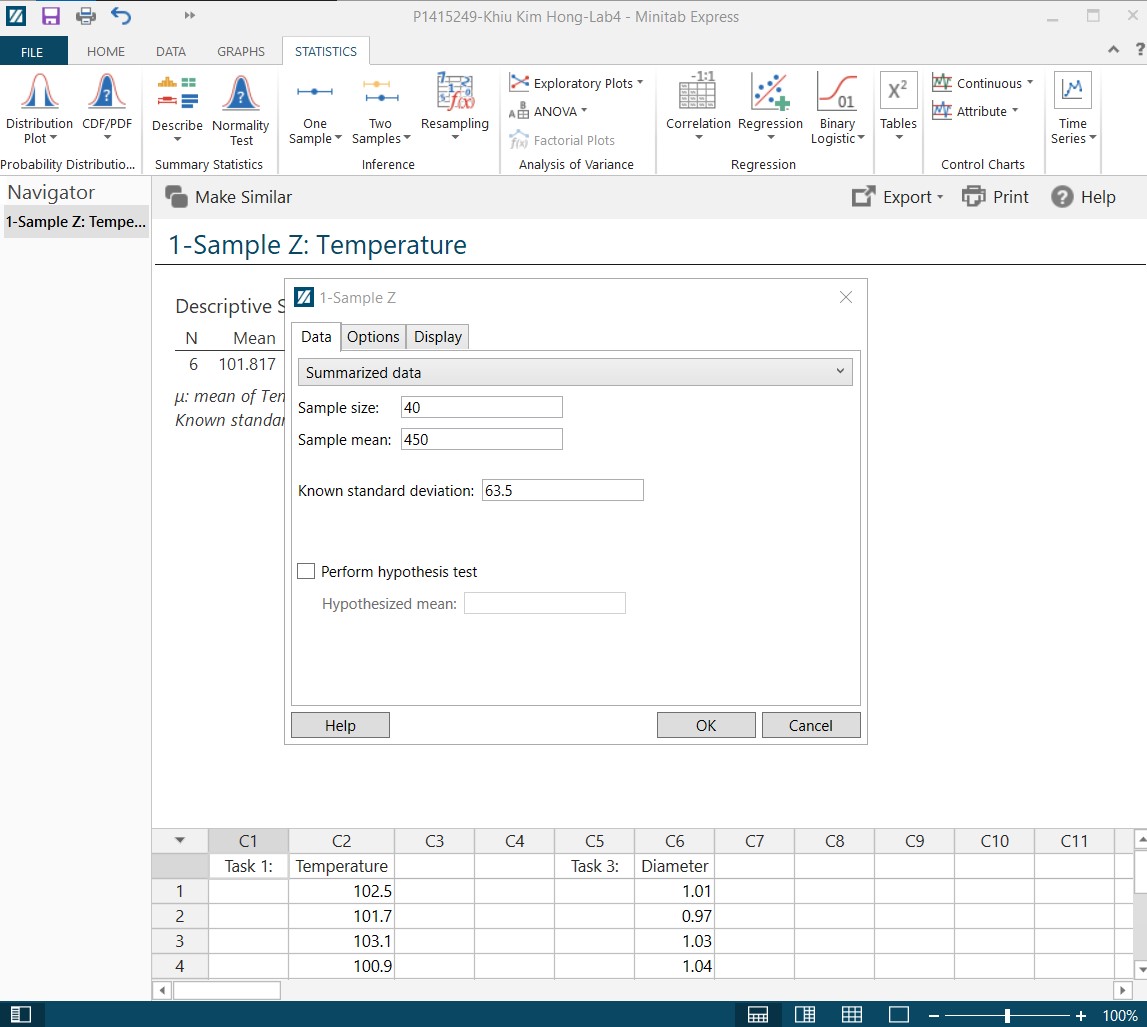 P1415249-Khiu Kim Hong-Lab4 - Minitab Express
FILE HOME DATA GRAPHS STATISTICS
Distribution Plot
CDF/PDF
Probability Distributio...
Describe
Normality Test
Summary Statistics
One Sample
Two Samples
Resampling
Inference
Exploratory Plots
ANOVA
Factorial Plots
Analysis of Variance
Correlation
Regression
Binary Logistic
Regression
Tables
Continuous
Attribute
Control Charts
Time Series
Navigator
1-Sample Z: Tempe...
Make Similar
Export
Print
Help
1-Sample Z: Temperature
Descriptive S
N Mean
6 101.817
μ: mean of Ten
Known standar
1-Sample Z
Data Options Display
Summarized data
Sample size: 40
Sample mean: 450
Known standard deviation: 63.5
Perform hypothesis test
Hypothesized mean:
Help OK Cancel
C1 C2 C3 C4 C5 C6 C7 C8 C9 C10 C11
Task 1: Temperature Task 3: Diameter
1 102.5 1.01
2 101.7 0.97
3 103.1 1.03
4 100.9 1.04
100%